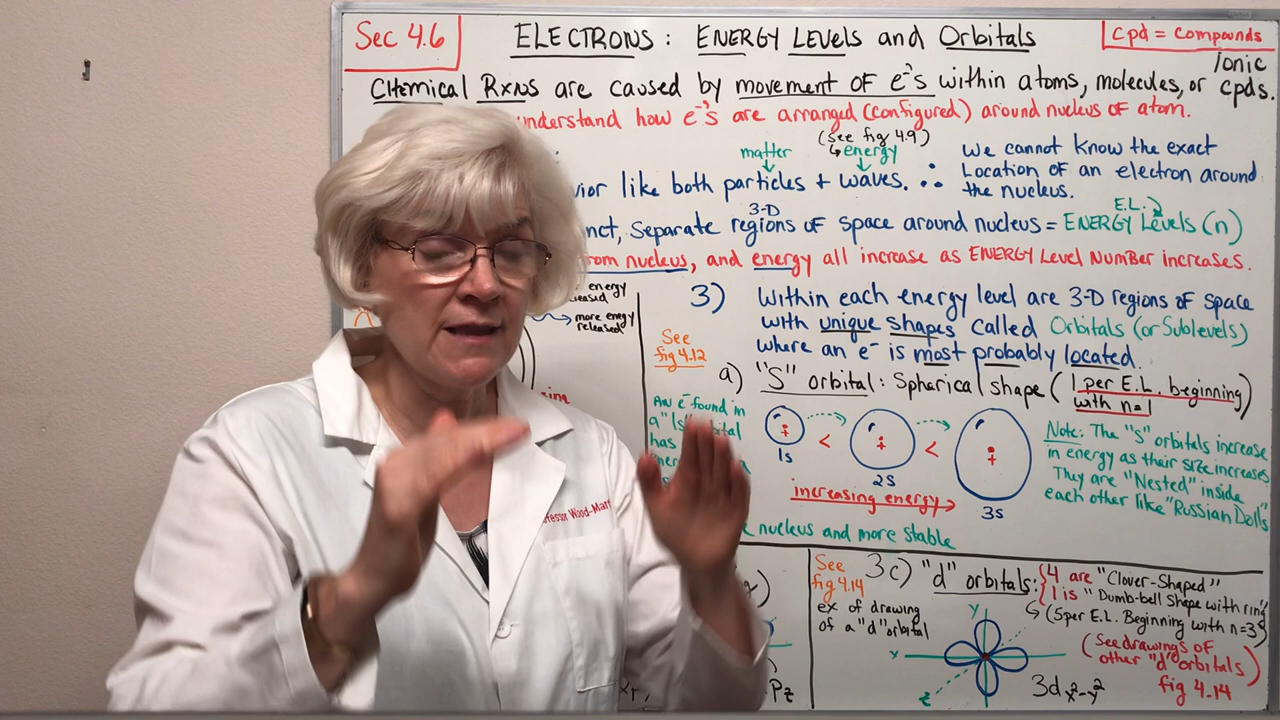 Sec 4.6
ELECTRONS: ENERGY LEVELS and Orbitals
Cpd = compounds
CHEMICAL RXNS are caused by movement OF e⁻'s within atoms, molecules, or Ionic cpds.
understand how e⁻'s are arranged (configured) around nucleus of atom.
(See fig 4.9)
matter
energy
like both particles + waves. ∴
We cannot know the exact
Location of an electron around
the nucleus.
3-D
E.L.
Separate regions of space around nucleus = ENERGY Levels (n)
from nucleus, and energy all increase as ENERGY Level Number increases.
energy
more enegy
released
See
fig 4.12
3) Within each energy level are 3-D regions of space
with unique shapes called Orbitals (or Sublevels)
where an e⁻ is most probably located.
a) "S" orbital: Spherical shape (1 per E.L. beginning
with n=1)
An e⁻ found in
a "1s" orbital
has
+ < + < +
1s 2s 3s
increasing energy
Note: The "s" orbitals increase
in energy as their size increases
They are "Nested" inside
each other like "Russian Dolls"
nucleus and more stable
Professor Wood-Mar
Pz
See
fig 4.14
ex of drawing
of a "d" orbital
3c) "d" orbitals: {4 are "Clover-Shaped"
1 is "Dumb-bell Shape with ring
(5 per E.L. Beginning with n=3)
(See drawings of
other "d" orbitals)
fig 4.14
y
x
z
3d x²-y²